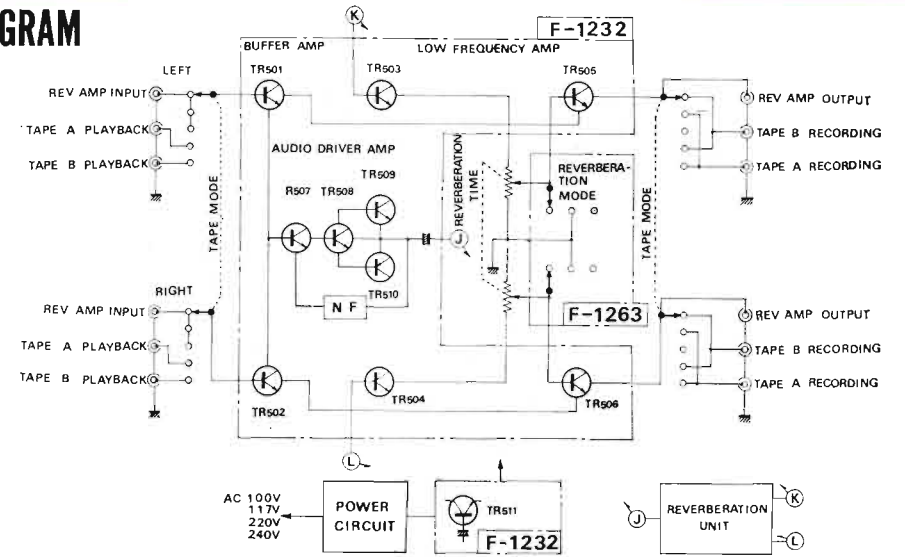 GRAM
K
F-1232
BUFFER AMP
LOW FREQUENCY AMP
LEFT
TR501
TR503
TR505
REV AMP INPUT
TAPE A PLAYBACK
TAPE B PLAYBACK
REV AMP OUTPUT
TAPE B RECORDING
TAPE A RECORDING
AUDIO DRIVER AMP
TAPE MODE
R507
TR508
TR509
TR510
N F
J
REVERBERATION
TIME
REVERBERA-
TION
MODE
TAPE MODE
F-1263
RIGHT
REV AMP INPUT
TAPE A PLAYBACK
TAPE B PLAYBACK
REV AMP OUTPUT
TAPE B RECORDING
TAPE A RECORDING
TR502
TR504
TR506
L
AC 100V
117V
220V
240V
POWER
CIRCUIT
TR511
F-1232
J
REVERBERATION
UNIT
K
L